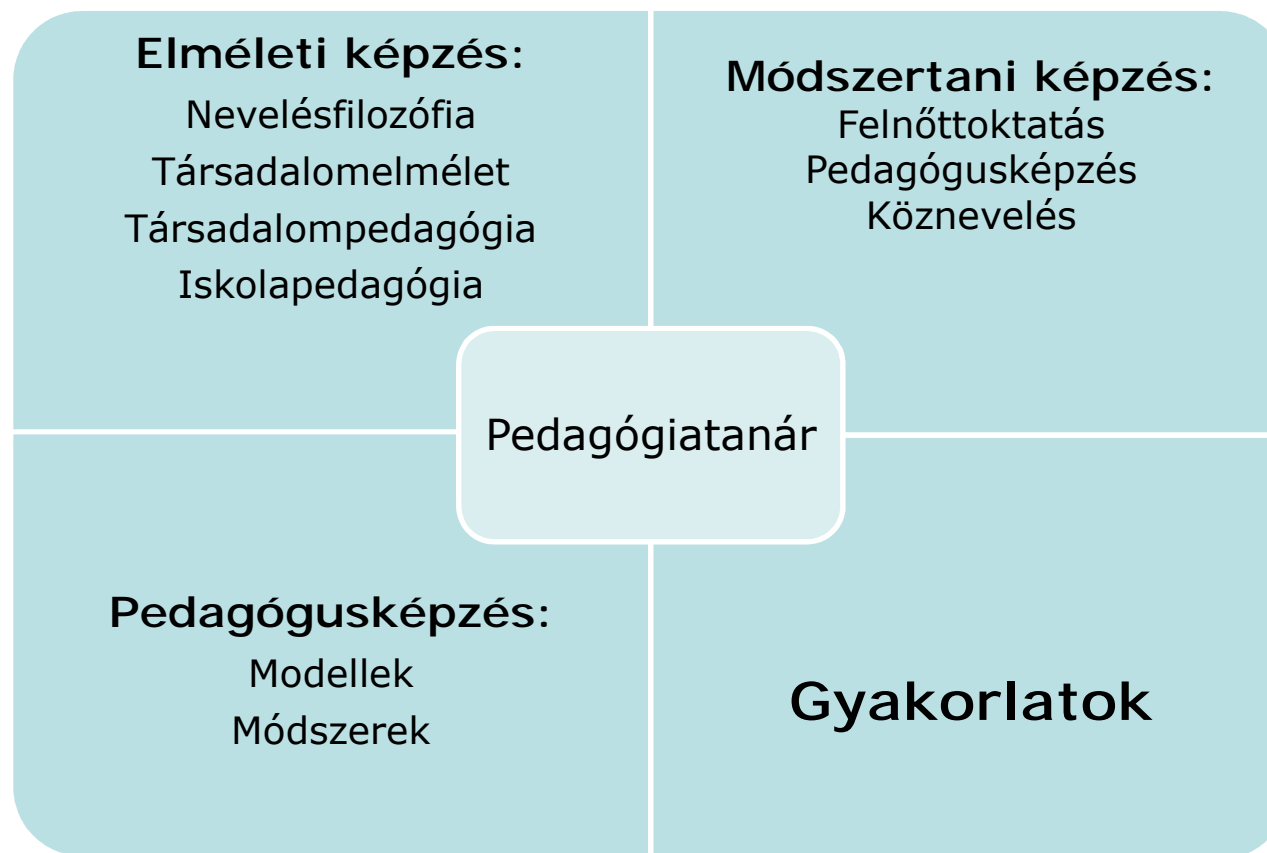 Elméleti képzés:
Nevelésfilozófia
Társadalomelmélet
Társadalompedagógia
Iskolapedagógia
Módszertani képzés:
Felnőttoktatás
Pedagógusképzés
Köznevelés
Pedagógiatanár
Pedagógusképzés:
Modellek
Módszerek
Gyakorlatok